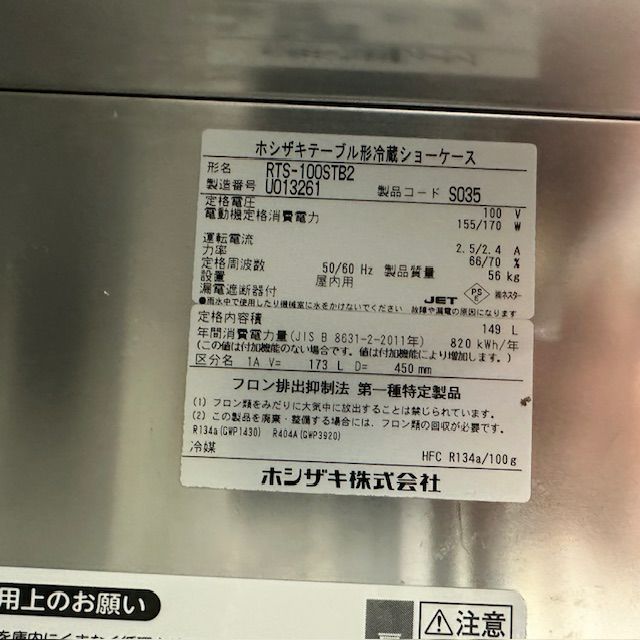 ホシザキテーブル形冷蔵ショーケース
形名 RTS-100STB2
製造番号 U013261 製品コード S035
定格電圧 100 V
電動機定格消費電力 155/170 W
運転電流 2.5/2.4 A
力率 66/70 %
定格周波数 50/60 Hz 製品質量 56 kg
設置 屋内用
漏電遮断器付 JET PS E ㈱ネスター
●雨水中で使用したり機械室に水をかけないでください 故障や漏電の原因になります
定格内容積 149 L
年間消費電力量(JIS B 8631-2-2011年) 820 kWh/年
(この値は付加機能のない場合です。値は付加機能により増加します。)
区分名 1A V= 173 L D= 450 mm
フロン排出抑制法 第一種特定製品
(1) フロン類をみだりに大気中に放出することは禁じられています。
(2) この製品を廃棄・整備する場合には、フロン類の回収が必要です。
R134a(GWP1430) R404A(GWP3920)
冷媒 HFC R134a/100g
ホシザキ株式会社
用上のお願い
注意